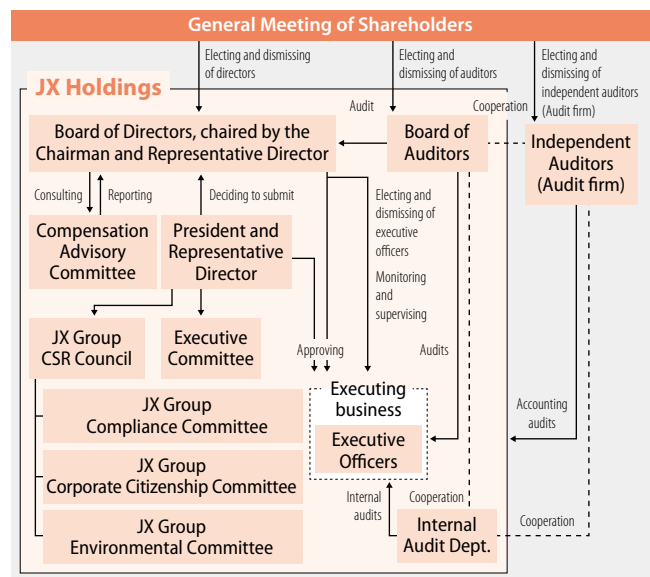 General Meeting of Shareholders
Electing and dismissing
of directors
Electing and
dismissing of auditors
Electing and
dismissing of
independent auditors
(Audit firm)
JX Holdings
Audit
Cooperation
Board of Directors, chaired by the
Chairman and Representative Director
Board of
Auditors
Independent
Auditors
(Audit firm)
Consulting
Reporting
Deciding to submit
Electing and
dismissing of
executive
officers
Compensation
Advisory
Committee
President and
Representative
Director
Monitoring
and
supervising
JX Group
CSR Council
Executive
Committee
Approving
Audits
Executing
business
Executive
Officers
JX Group
Compliance Committee
Accounting
audits
JX Group
Corporate Citizenship Committee
Internal
audits
Cooperation
JX Group
Environmental Committee
Internal
Audit Dept.
Cooperation